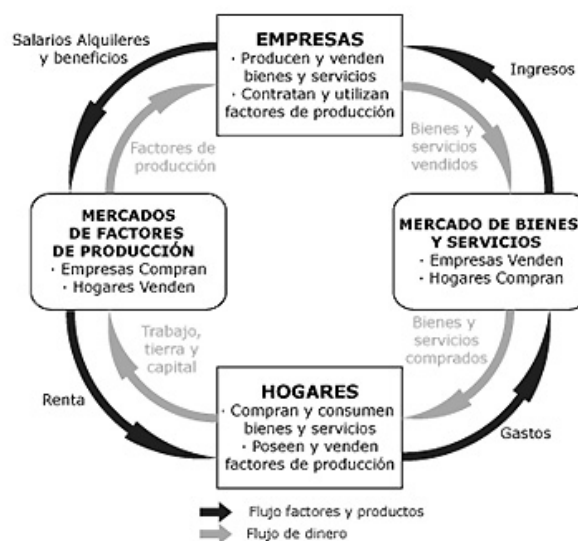 EMPRESAS
· Producen y venden
bienes y servicios
· Contratan y utilizan
factores de producción
Salarios Alquileres
y beneficios
Ingresos
Factores de
producción
Bienes y
servicios
vendidos
MERCADOS
DE FACTORES
DE PRODUCCIÓN
· Empresas Compran
· Hogares Venden
MERCADO DE BIENES
Y SERVICIOS
· Empresas Venden
· Hogares Compran
Trabajo,
tierra y
capital
Bienes y
servicios
comprados
Renta
HOGARES
· Compran y consumen
bienes y servicios
· Poseen y venden
factores de producción
Gastos
Flujo factores y productos
Flujo de dinero